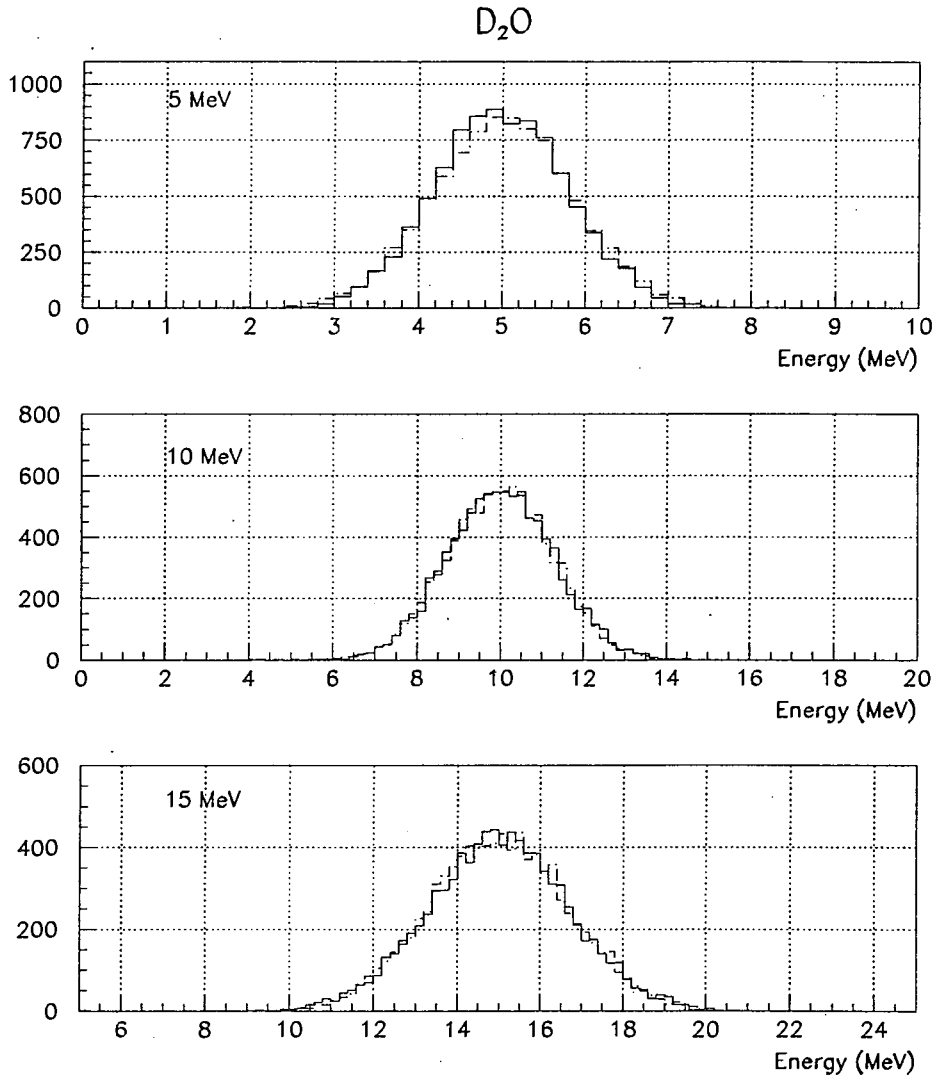 D₂O
1000
5 MeV
750
500
250
0
0 1 2 3 4 5 6 7 8 9 10
Energy (MeV)
800
10 MeV
600
400
200
0
0 2 4 6 8 10 12 14 16 18 20
Energy (MeV)
600
15 MeV
400
200
0
6 8 10 12 14 16 18 20 22 24
Energy (MeV)